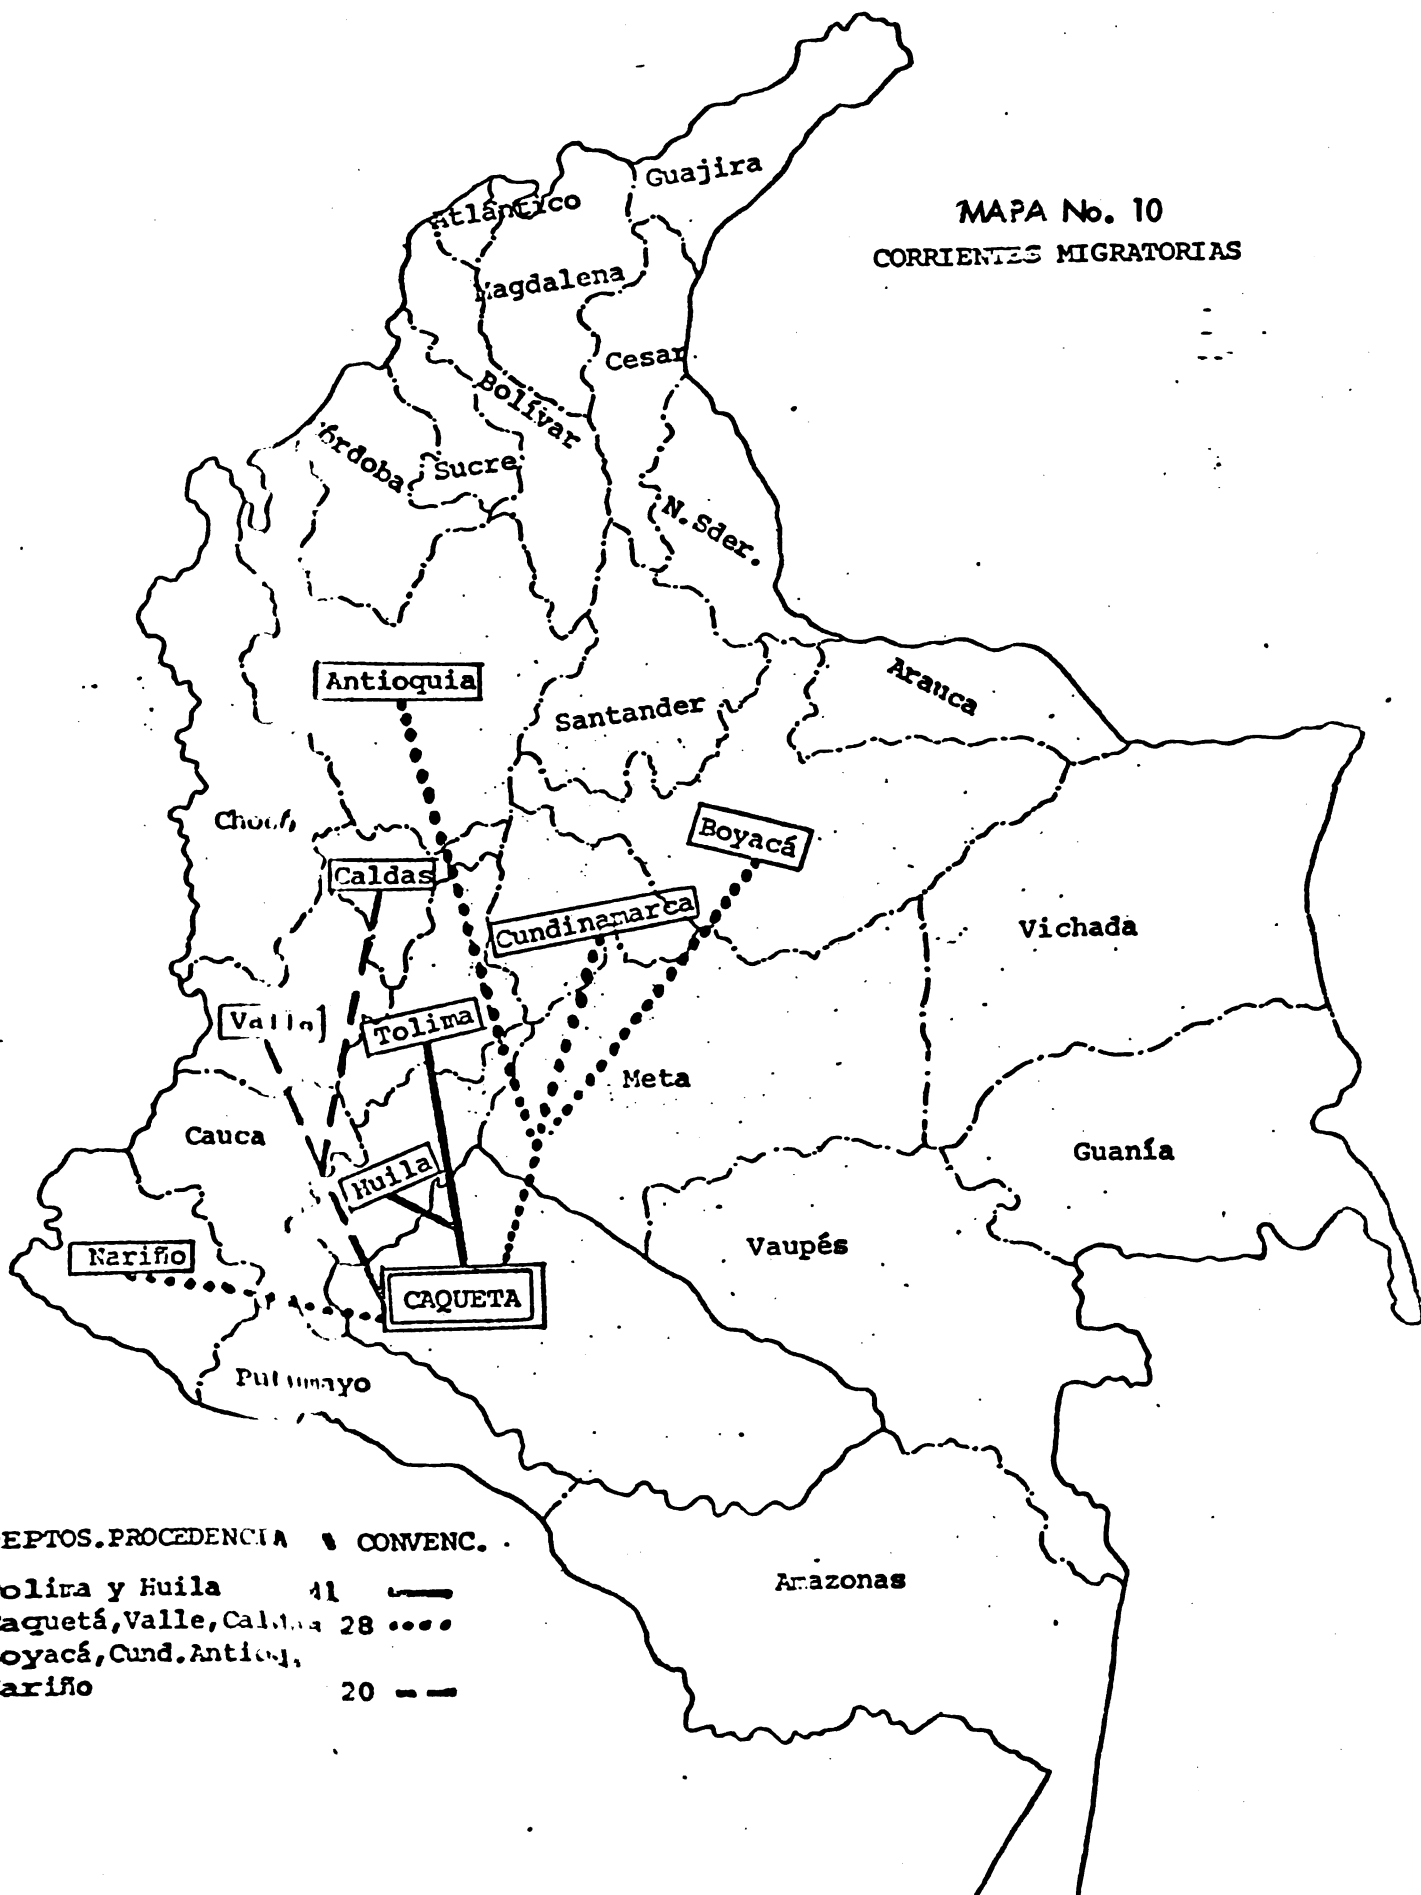 MAPA No. 10
CORRIENTES MIGRATORIAS
Guajira
Atlántico
Magdalena
Cesar
Bolívar
órdoba
Sucre
N.Sder.
Antioquia
Santander
Arauca
Boyacá
Caldas
Cundinamarca
Vichada
Tolima
Meta
Cauca
Guanía
Huila
Vaupés
Nariño
CAQUETA
EPTOS.PROCEDENCIA % CONVENC.
olima y Huila 41
aquetá,Valle, 28
oyacá,Cund.
ariño 20
Amazonas